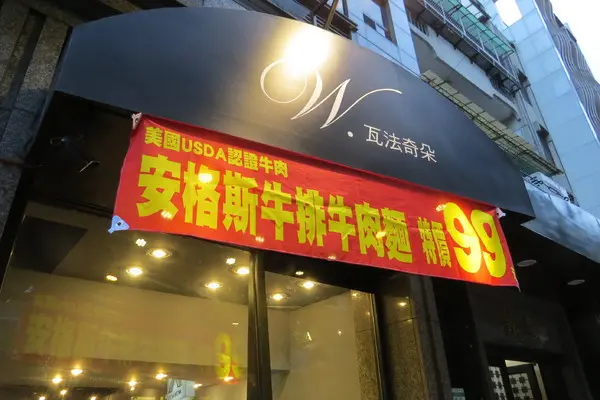 W.
瓦法奇朵
美國USDA認證牛肉
安格斯牛排牛肉麵 特價99